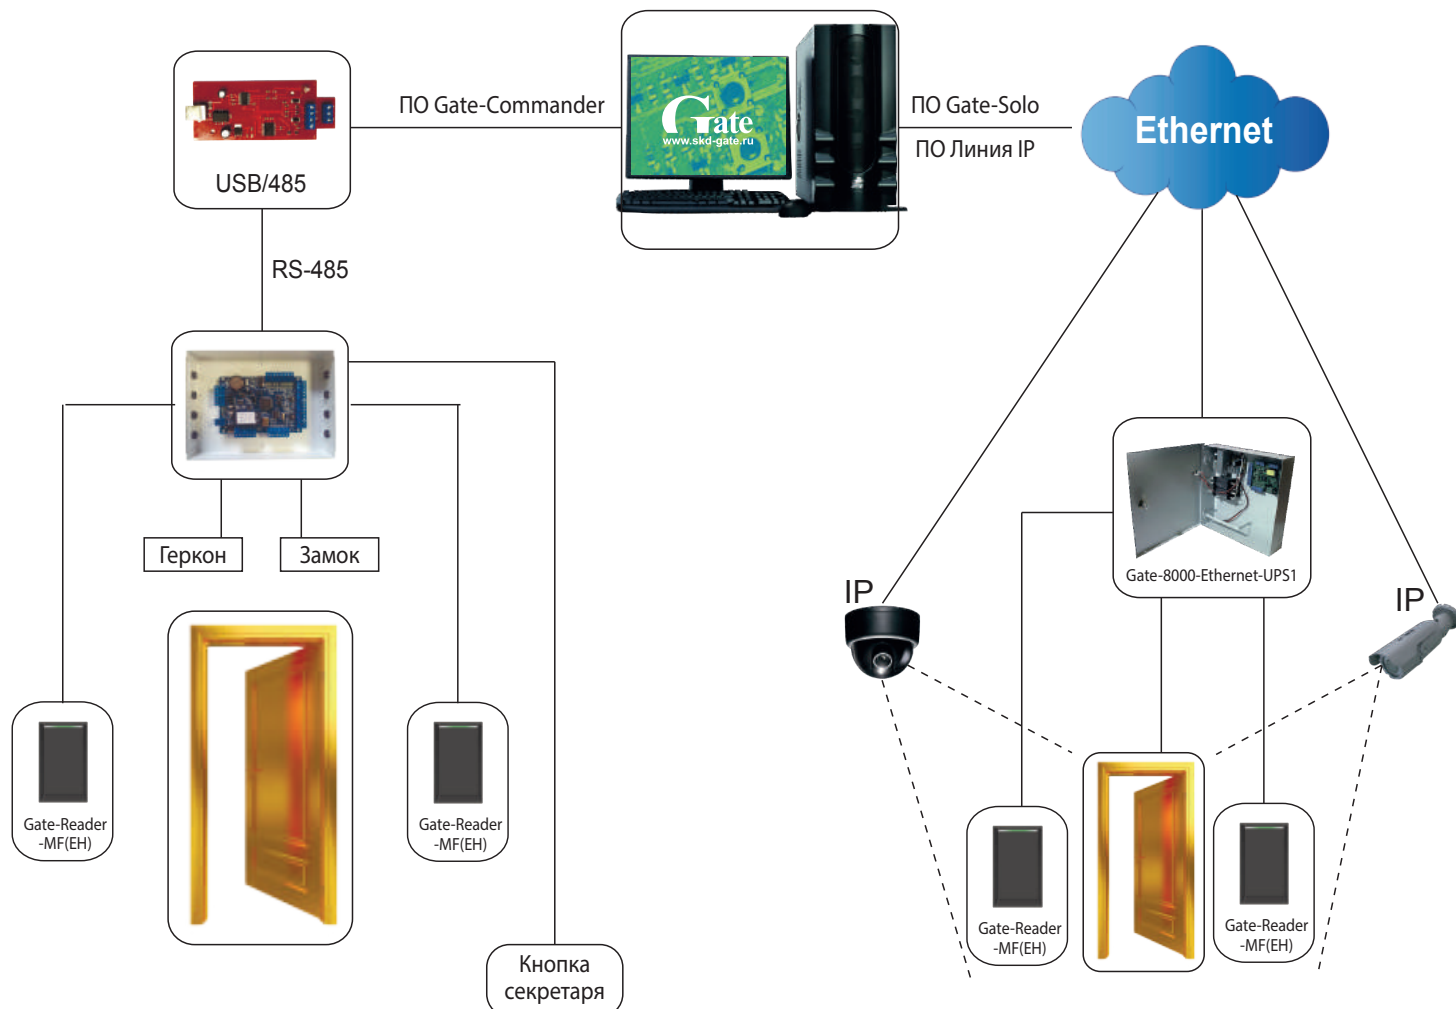 ПО Gate-Commander
Gate
www.skd-gate.ru
ПО Gate-Solo
ПО Линия IP
Ethernet
USB/485
RS-485
Геркон
Замок
Gate-8000-Ethernet-UPS1
IP
IP
Gate-Reader
-MF(EH)
Gate-Reader
-MF(EH)
Gate-Reader
-MF(EH)
Gate-Reader
-MF(EH)
Кнопка
секретаря